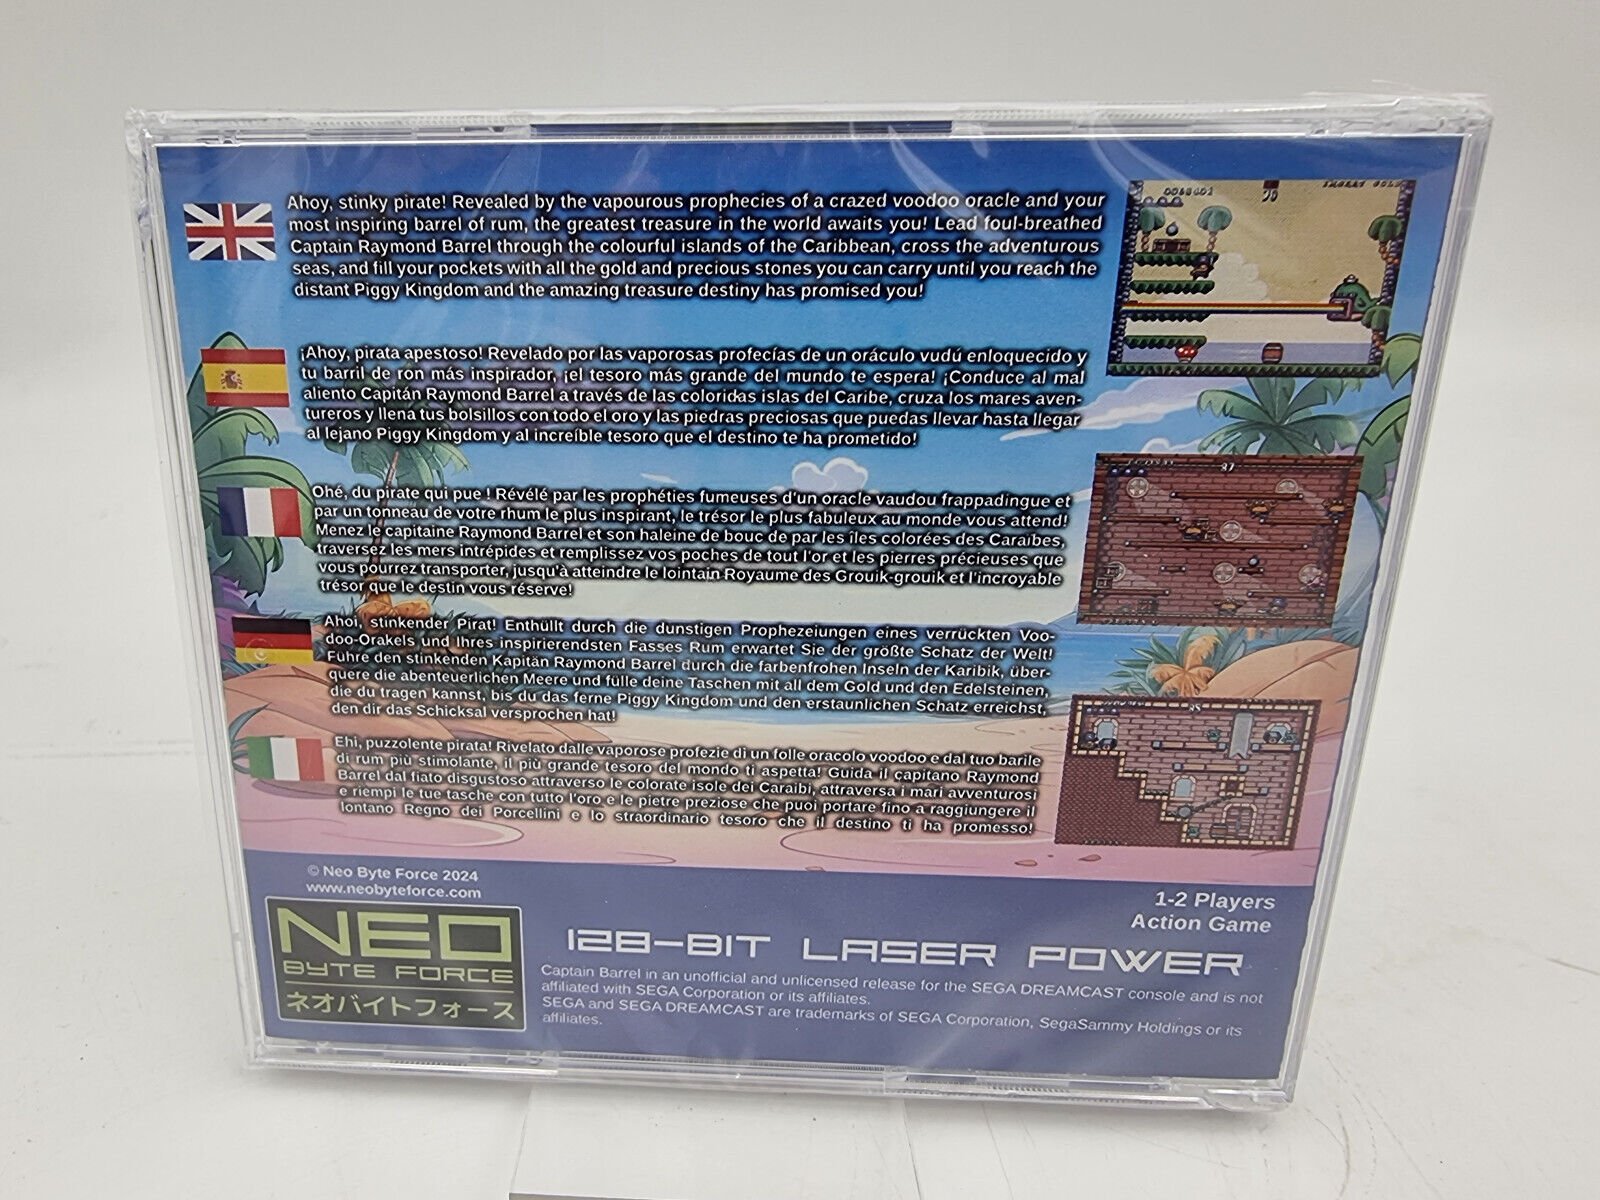 Ahoy, stinky pirate! Revealed by the vapourous prophecies of a crazed voodoo oracle and your
most inspiring barrel of rum, the greatest treasure in the world awaits you! Lead foul-breathed
Captain Raymond Barrel through the colourful islands of the Caribbean, cross the adventurous
seas, and fill your pockets with all the gold and precious stones you can carry until you reach the
distant Piggy Kingdom and the amazing treasure destiny has promised you!
¡Ahoy, pirata apestoso! Revelado por las vaporosas profecías de un oráculo vudú enloquecido y
tu barril de ron más inspirador, ¡el tesoro más grande del mundo te espera! ¡Conduce al mal
aliento Capitán Raymond Barrel a través de las coloridas islas del Caribe, cruza los mares aven-
tureros y llena tus bolsillos con todo el oro y las piedras preciosas que puedas llevar hasta llegar
al lejano Piggy Kingdom y al increíble tesoro que el destino te ha prometido!
Ohé, du pirate qui pue ! Révélé par les prophéties fumeuses d'un oracle vaudou frappadingue et
par un tonneau de votre rhum le plus inspirant, le trésor le plus fabuleux au monde vous attend!
Menez le capitaine Raymond Barrel et son haleine de bouc de par les îles colorées des Caraïbes,
traversez les mers intrépides et remplissez vos poches de tout l'or et les pierres précieuses que
vous pourrez transporter, jusqu'à atteindre le lointain Royaume des Grouik-grouik et l'incroyable
trésor que le destin vous réserve!
Ahoi, stinkender Pirat! Enthüllt durch die dunstigen Prophezeiungen eines verrückten Voo-
doo-Orakels und Ihres inspirierendsten Fasses Rum erwartet Sie der größte Schatz der Welt!
Führe den stinkenden Kapitän Raymond Barrel durch die farbenfrohen Inseln der Karibik, über-
quere die abenteuerlichen Meere und fülle deine Taschen mit all dem Gold und den Edelsteinen,
die du tragen kannst, bis du das ferne Piggy Kingdom und den erstaunlichen Schatz erreichst,
den dir das Schicksal versprochen hat!
Ehi, puzzolente pirata! Rivelato dalle vaporose profezie di un folle oracolo voodoo e dal tuo barile
di rum più stimolante, il più grande tesoro del mondo ti aspetta! Guida il capitano Raymond
Barrel dal fiato disgustoso attraverso le colorate isole dei Caraibi, attraversa i mari avventurosi
e riempi le tue tasche con tutto l'oro e le pietre preziose che puoi portare fino a raggiungere il
lontano Regno dei Porcellini e lo straordinario tesoro che il destino ti ha promesso!
© Neo Byte Force 2024
www.neobyteforce.com
NEO
BYTE FORCE
ネオバイトフォース
1-2 Players
Action Game
128-BIT LASER POWER
Captain Barrel in an unofficial and unlicensed release for the SEGA DREAMCAST console and is not
affiliated with SEGA Corporation or its affiliates.
SEGA and SEGA DREAMCAST are trademarks of SEGA Corporation, SegaSammy Holdings or its
affiliates.